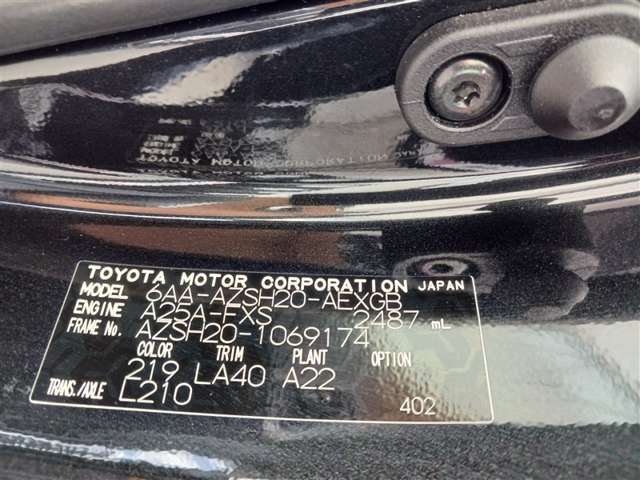 TOYOTA MOTOR CORPORATION JAPAN
MODEL 6AA-AZSH20-AEXGB
ENGINE A25A-FXS 2487 mL
FRAME No. AZSH20-1069174
COLOR TRIM PLANT OPTION
219 LA40 A22
TRANS./AXLE L210
402